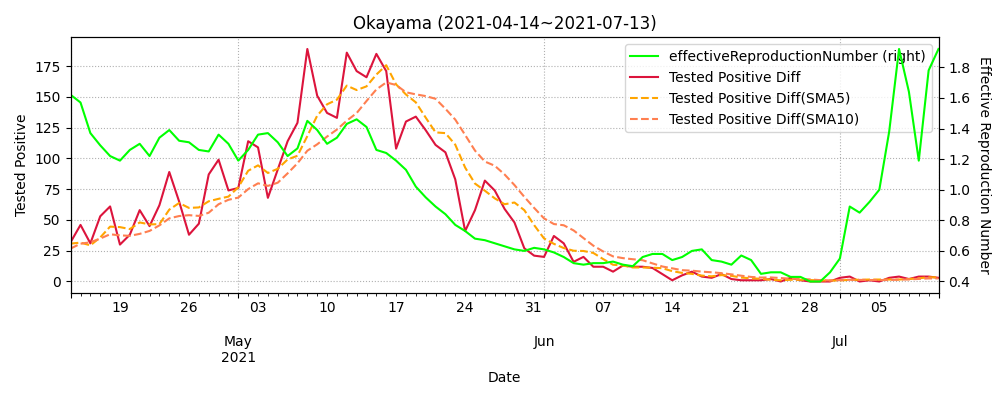 Okayama (2021-04-14~2021-07-13)
effectiveReproductionNumber (right)
Tested Positive Diff
Tested Positive Diff(SMA5)
Tested Positive Diff(SMA10)
Tested Positive
175
150
125
100
75
50
25
0
Effective Reproduction Number
1.8
1.6
1.4
1.2
1.0
0.8
0.6
0.4
19 26 03 10 17 24 31 07 14 21 28 05
May Jun Jul
2021
Date